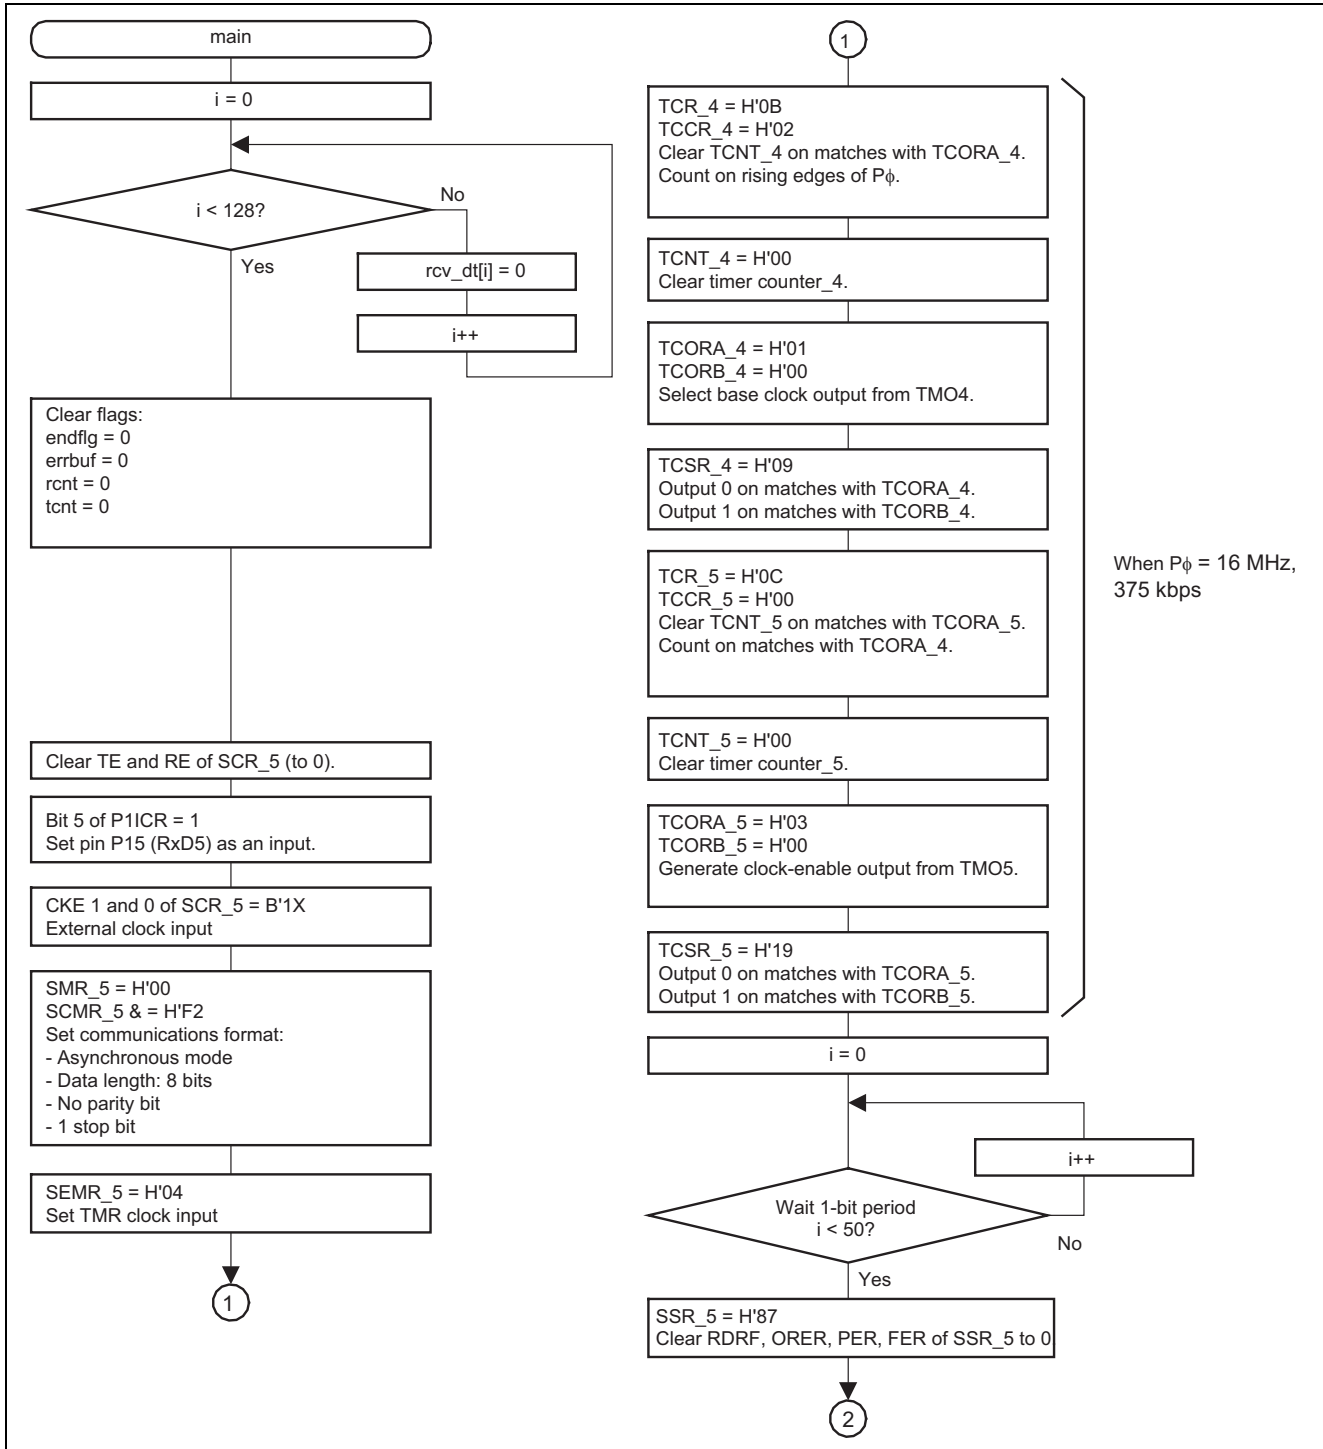 main
i = 0
i < 128?
No
Yes
rcv_dt[i] = 0
i++
Clear flags:
endflg = 0
errbuf = 0
rcnt = 0
tcnt = 0
Clear TE and RE of SCR_5 (to 0).
Bit 5 of P1ICR = 1
Set pin P15 (RxD5) as an input.
CKE 1 and 0 of SCR_5 = B'1X
External clock input
SMR_5 = H'00
SCMR_5 & = H'F2
Set communications format:
- Asynchronous mode
- Data length: 8 bits
- No parity bit
- 1 stop bit
SEMR_5 = H'04
Set TMR clock input
1
1
TCR_4 = H'0B
TCCR_4 = H'02
Clear TCNT_4 on matches with TCORA_4.
Count on rising edges of Pϕ.
TCNT_4 = H'00
Clear timer counter_4.
TCORA_4 = H'01
TCORB_4 = H'00
Select base clock output from TMO4.
TCSR_4 = H'09
Output 0 on matches with TCORA_4.
Output 1 on matches with TCORB_4.
TCR_5 = H'0C
TCCR_5 = H'00
Clear TCNT_5 on matches with TCORA_5.
Count on matches with TCORA_4.
TCNT_5 = H'00
Clear timer counter_5.
TCORA_5 = H'03
TCORB_5 = H'00
Generate clock-enable output from TMO5.
TCSR_5 = H'19
Output 0 on matches with TCORA_5.
Output 1 on matches with TCORB_5.
When Pϕ = 16 MHz,
375 kbps
i = 0
i++
Wait 1-bit period
i < 50?
No
Yes
SSR_5 = H'87
Clear RDRF, ORER, PER, FER of SSR_5 to 0.
2